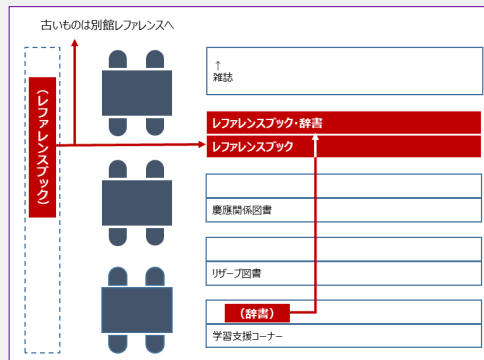 古いものは別館レファレンスへ
（レファレンスブック）
↑
雑誌
レファレンスブック・辞書
レファレンスブック
慶應関係図書
リザーブ図書
（辞書）
学習支援コーナー